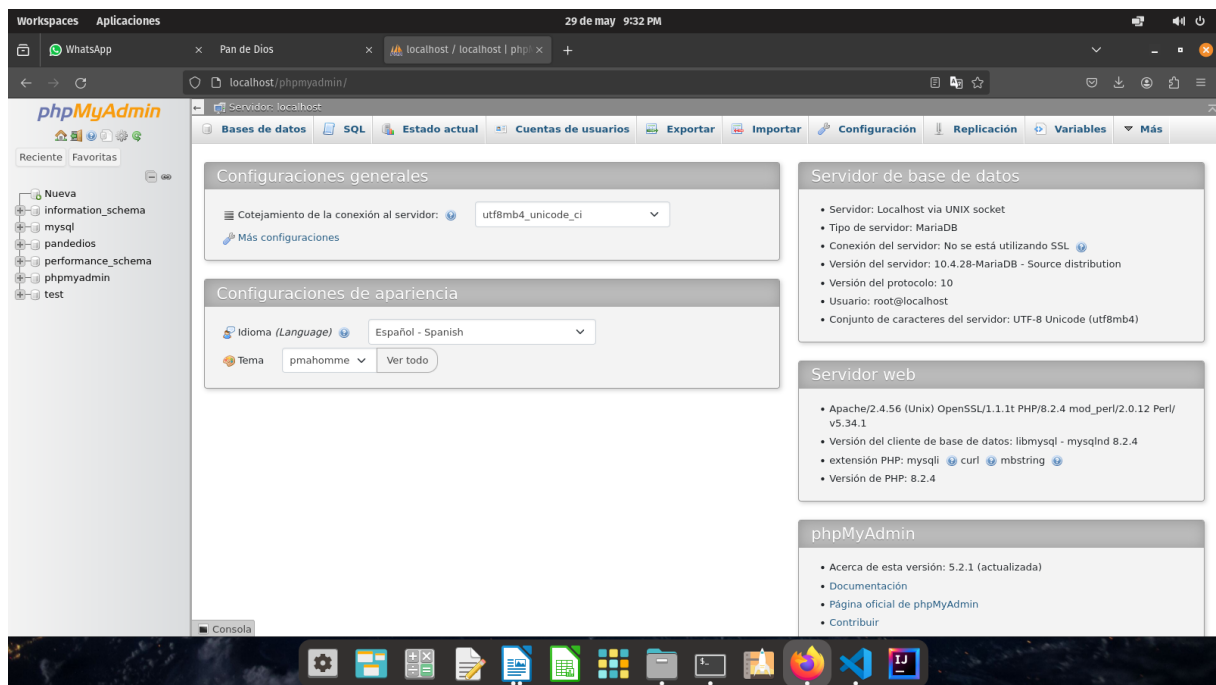 Workspaces Aplicaciones 29 de may 9:32 PM
WhatsApp Pan de Dios localhost / localhost | php
localhost/phpmyadmin/
phpMyAdmin
Reciente Favoritas
Nueva
information_schema
mysql
pandedios
performance_schema
phpmyadmin
test
Servidor: localhost
Bases de datos SQL Estado actual Cuentas de usuarios Exportar Importar Configuración Replicación Variables Más
Configuraciones generales
Cotejamiento de la conexión al servidor: utf8mb4_unicode_ci
Más configuraciones
Configuraciones de apariencia
Idioma (Language) Español - Spanish
Tema pmahomme Ver todo
Servidor de base de datos
• Servidor: Localhost via UNIX socket
• Tipo de servidor: MariaDB
• Conexión del servidor: No se está utilizando SSL
• Versión del servidor: 10.4.28-MariaDB - Source distribution
• Versión del protocolo: 10
• Usuario: root@localhost
• Conjunto de caracteres del servidor: UTF-8 Unicode (utf8mb4)
Servidor web
• Apache/2.4.56 (Unix) OpenSSL/1.1.1t PHP/8.2.4 mod_perl/2.0.12 Perl/
v5.34.1
• Versión del cliente de base de datos: libmysql - mysqlnd 8.2.4
• extensión PHP: mysqli curl mbstring
• Versión de PHP: 8.2.4
phpMyAdmin
• Acerca de esta versión: 5.2.1 (actualizada)
• Documentación
• Página oficial de phpMyAdmin
• Contribuir
Consola
IJ